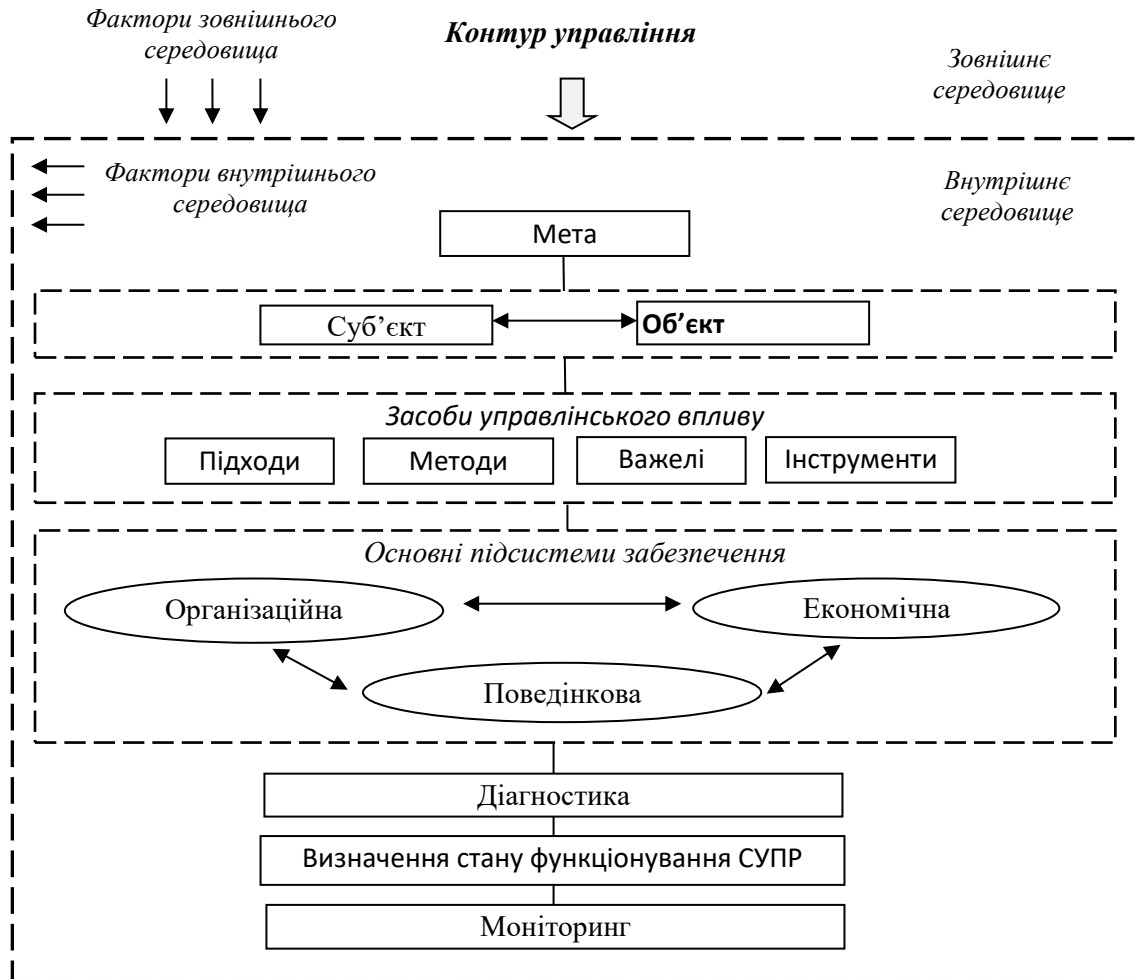 Фактори зовнішнього
середовища
Контур управління
Зовнішнє
середовище
Фактори внутрішнього
середовища
Внутрішнє
середовище
Мета
Суб’єкт
Об’єкт
Засоби управлінського впливу
Підходи
Методи
Важелі
Інструменти
Основні підсистеми забезпечення
Організаційна
Економічна
Поведінкова
Діагностика
Визначення стану функціонування СУПР
Моніторинг